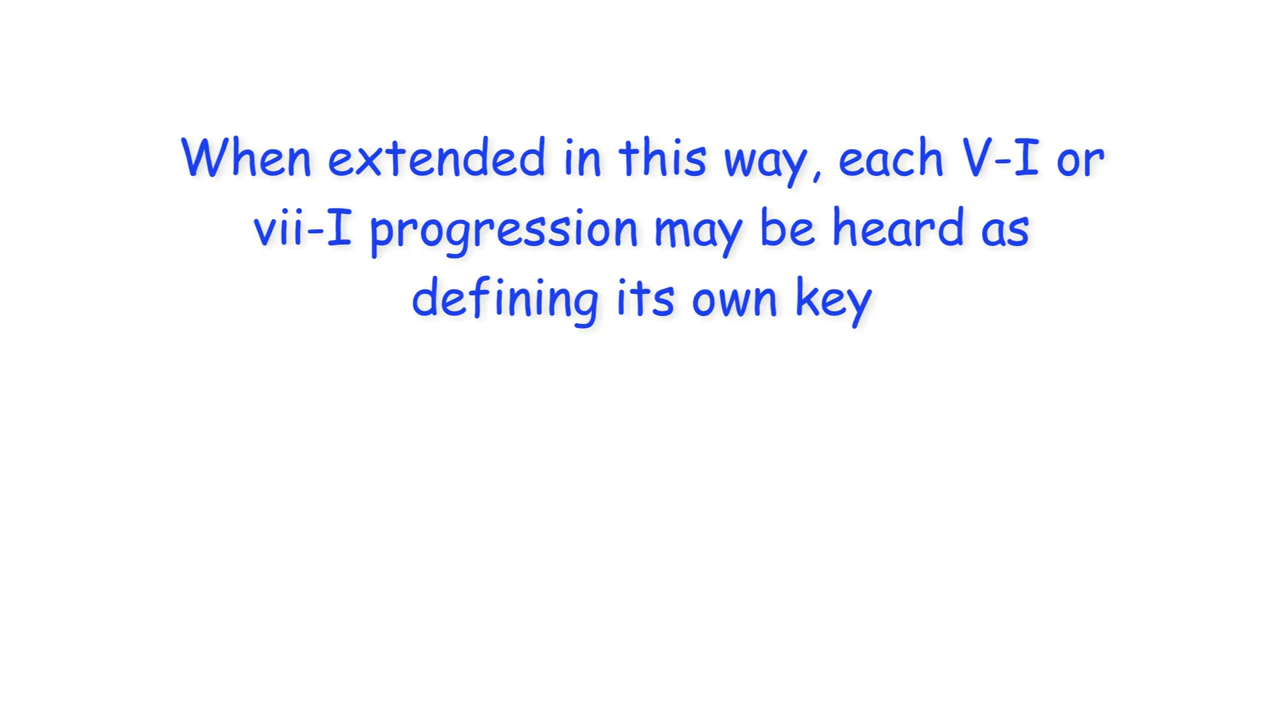 When extended in this way, each V-I or
vii-I progression may be heard as
defining its own key